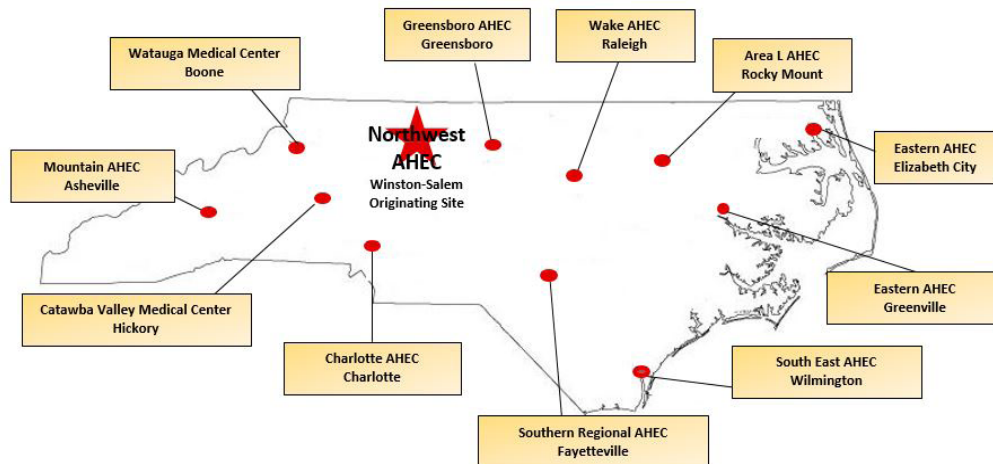 Greensboro AHEC
Greensboro
Wake AHEC
Raleigh
Watauga Medical Center
Boone
Area L AHEC
Rocky Mount
Northwest
AHEC
Winston-Salem
Originating Site
Eastern AHEC
Elizabeth City
Mountain AHEC
Asheville
Catawba Valley Medical Center
Hickory
Eastern AHEC
Greenville
Charlotte AHEC
Charlotte
South East AHEC
Wilmington
Southern Regional AHEC
Fayetteville